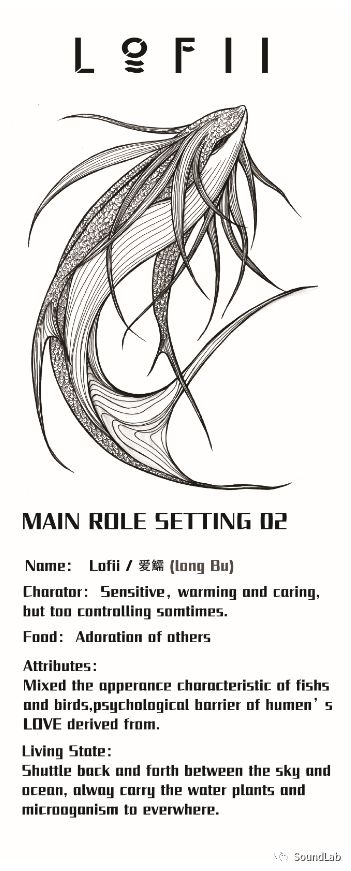 LOFII
MAIN ROLE SETTING 02
Name: Lofii / 爱鱬 (long Bu)
Charator: Sensitive, warming and caring,
but too controlling somtimes.
Food: Adoration of others
Attributes:
Mixed the apperance characteristic of fishs
and birds,psychological barrier of humen's
LOVE derived from.
Living State:
Shuttle back and forth between the sky and
ocean, alway carry the water plants and
microoganism to everwhere.
SoundLab